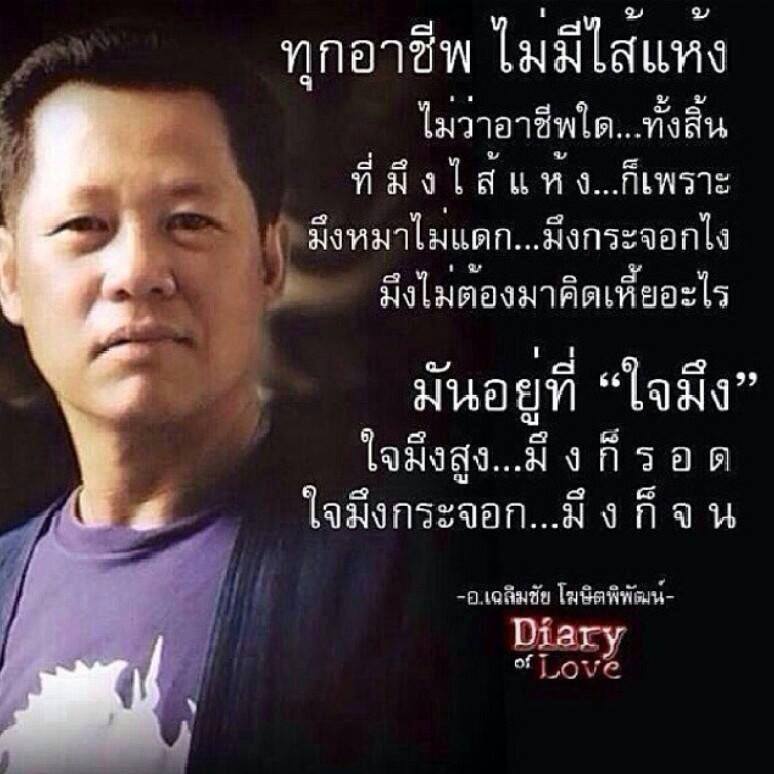 ทุกอาชีพ ไม่มีไส้แห้ง
ไม่ว่าอาชีพใด...ทั้งสิ้น
ที่ มึ ง ไ ส้ แ ห้ ง...ก็เพราะ
มึงหมาไม่แดก...มึงกระจอกไง
มึงไม่ต้องมาคิดเหี้ยอะไร
มันอยู่ที่ “ใจมึง”
ใจมึงสูง...มึ ง ก็ ร อ ด
ใจมึงกระจอก...มึ ง ก็ จ น
-อ.เฉลิมชัย โฆษิตพิพัฒน์-
Diary
of Love